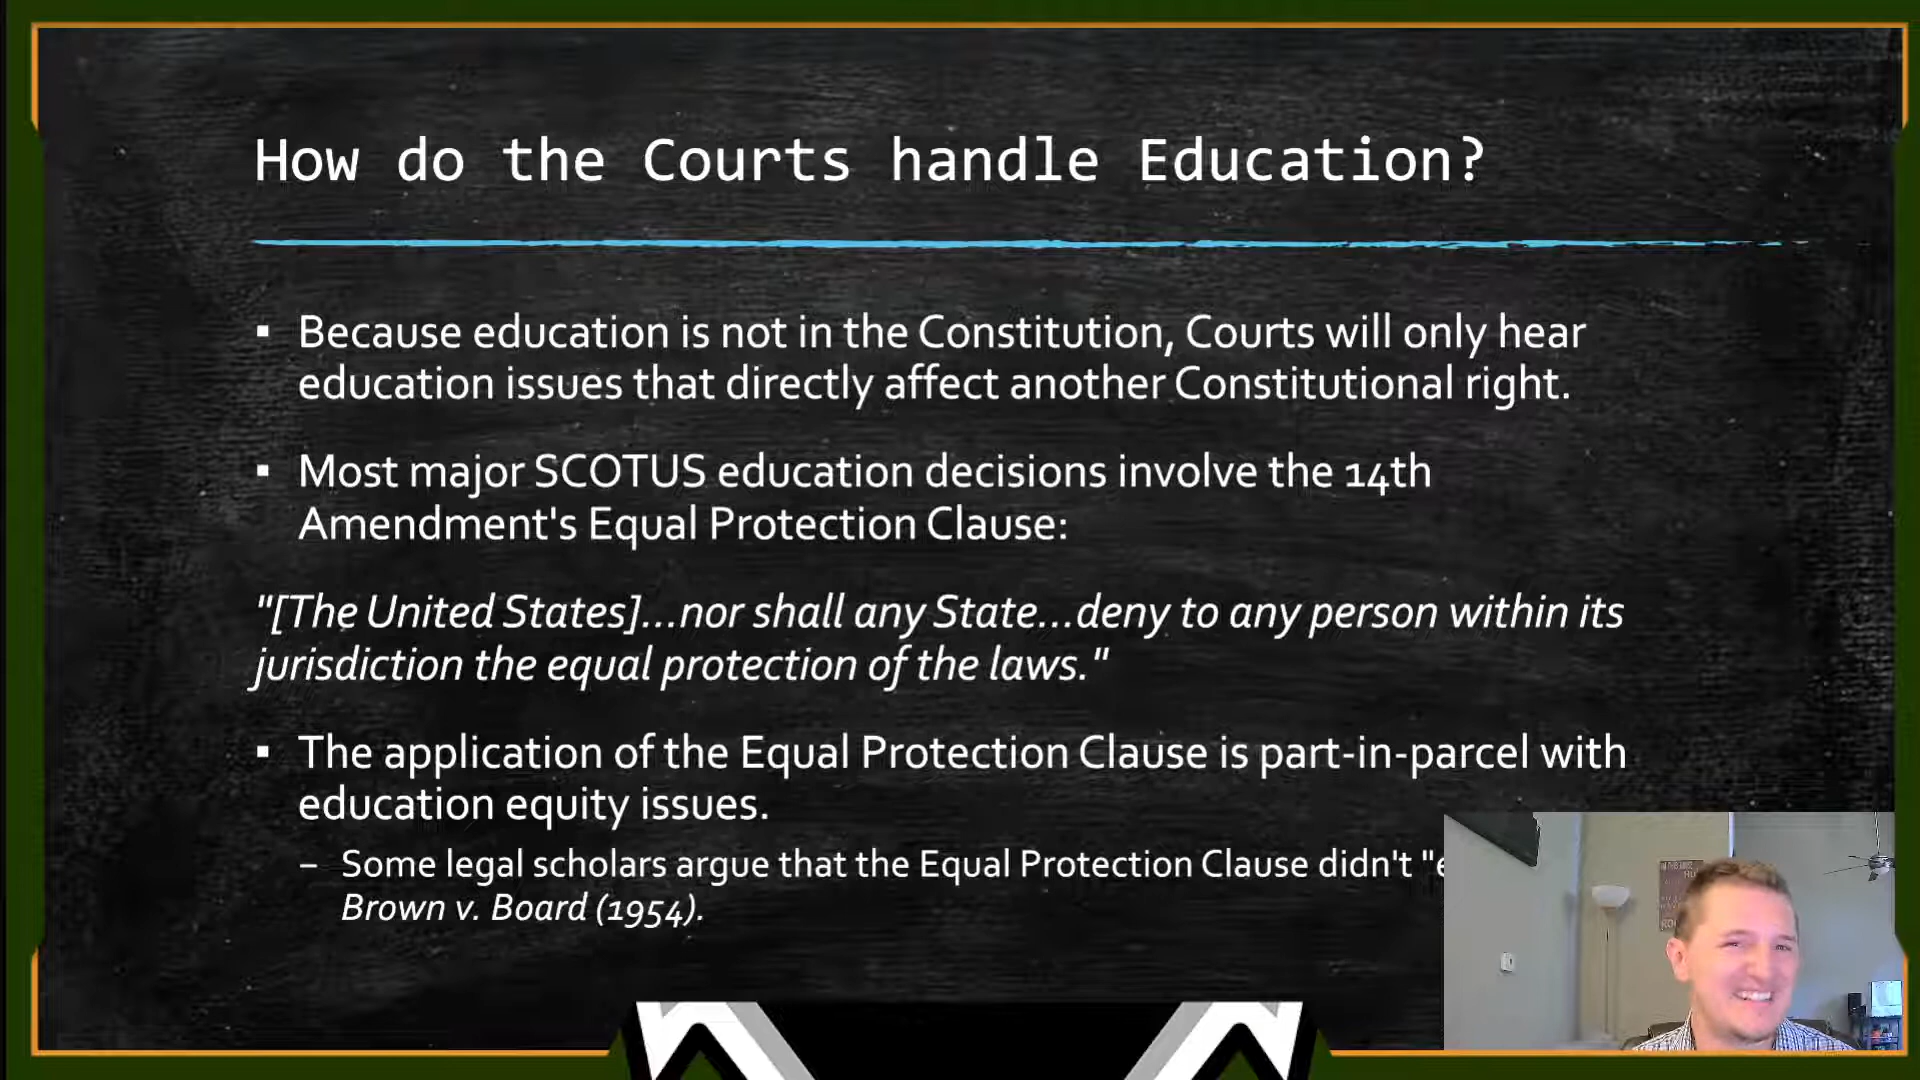 How do the Courts handle Education?
▪ Because education is not in the Constitution, Courts will only hear
education issues that directly affect another Constitutional right.
▪ Most major SCOTUS education decisions involve the 14th
Amendment's Equal Protection Clause:
"[The United States]...nor shall any State...deny to any person within its
jurisdiction the equal protection of the laws."
▪ The application of the Equal Protection Clause is part-in-parcel with
education equity issues.
– Some legal scholars argue that the Equal Protection Clause didn't
Brown v. Board (1954).